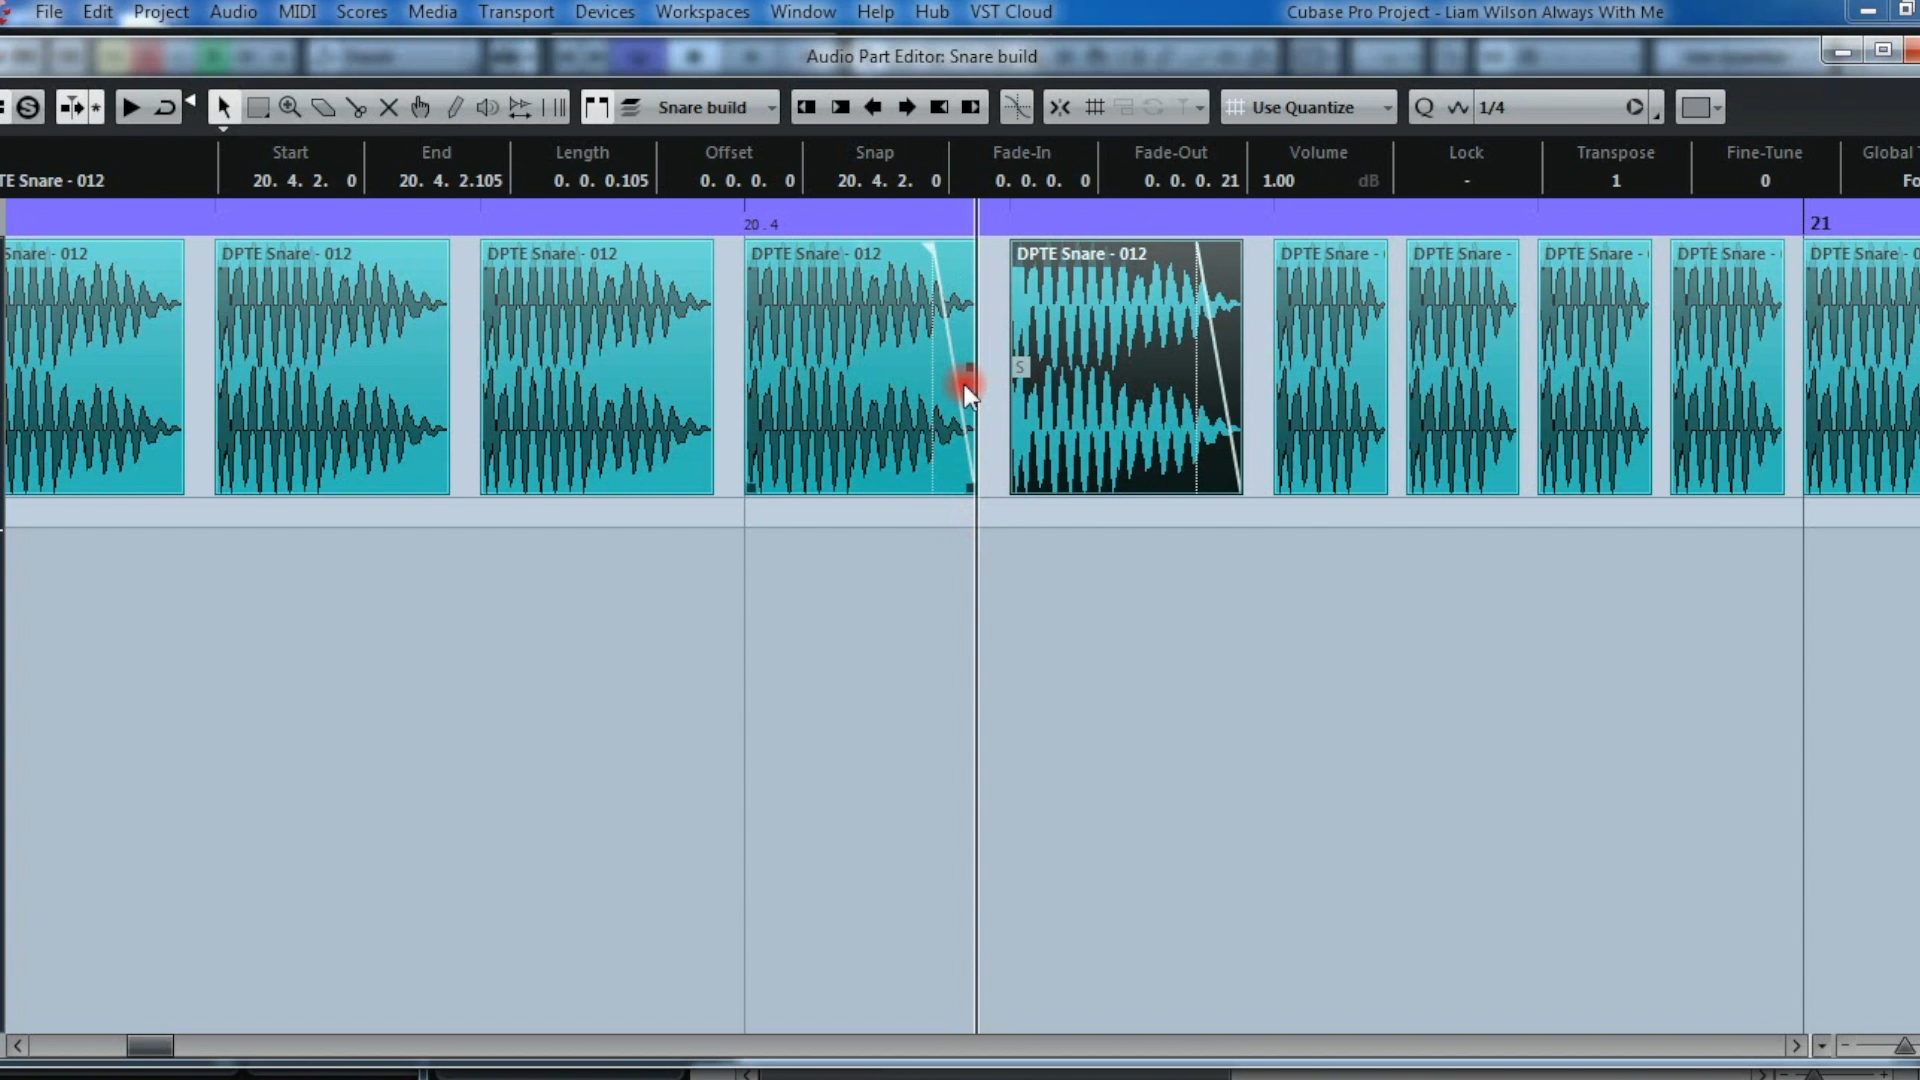 File Edit Project Audio MIDI Scores Media Transport Devices Workspaces Window Help Hub VST Cloud Cubase Pro Project - Liam Wilson Always With Me
Audio Part Editor: Snare build
Snare build Use Quantize Q 1/4
Start End Length Offset Snap Fade-In Fade-Out Volume Lock Transpose Fine-Tune Global
TE Snare - 012 20. 4. 2. 0 20. 4. 2.105 0. 0. 0.105 0. 0. 0. 0 20. 4. 2. 0 0. 0. 0. 0 0. 0. 0. 21 1.00 dB - 1 0 Fo
20 . 4 21
Snare - 012 DPTE Snare - 012 DPTE Snare - 012 DPTE Snare - 012 DPTE Snare - 012 DPTE Snare - DPTE Snare - DPTE Snare - DPTE Snare - DPTE Snare - 0
S